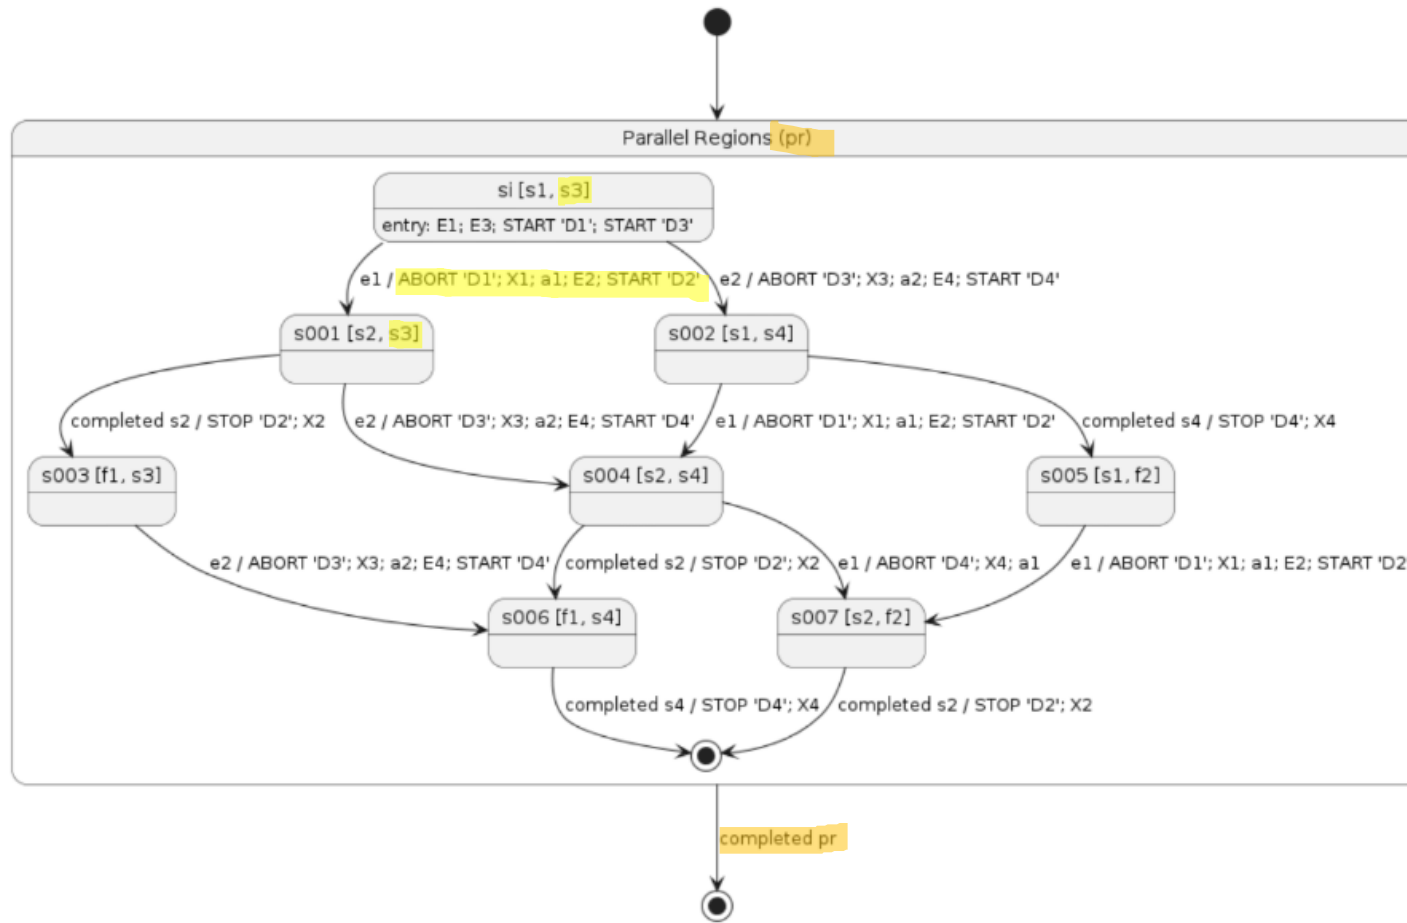 Parallel Regions (pr)
si [s1, s3]
entry: E1; E3; START 'D1'; START 'D3'
e1 / ABORT 'D1'; X1; a1; E2; START 'D2'
e2 / ABORT 'D3'; X3; a2; E4; START 'D4'
s001 [s2, s3]
s002 [s1, s4]
completed s2 / STOP 'D2'; X2
e2 / ABORT 'D3'; X3; a2; E4; START 'D4'
e1 / ABORT 'D1'; X1; a1; E2; START 'D2'
completed s4 / STOP 'D4'; X4
s003 [f1, s3]
s004 [s2, s4]
s005 [s1, f2]
e2 / ABORT 'D3'; X3; a2; E4; START 'D4'
completed s2 / STOP 'D2'; X2
e1 / ABORT 'D4'; X4; a1
e1 / ABORT 'D1'; X1; a1; E2; START 'D2
s006 [f1, s4]
s007 [s2, f2]
completed s4 / STOP 'D4'; X4
completed s2 / STOP 'D2'; X2
completed pr